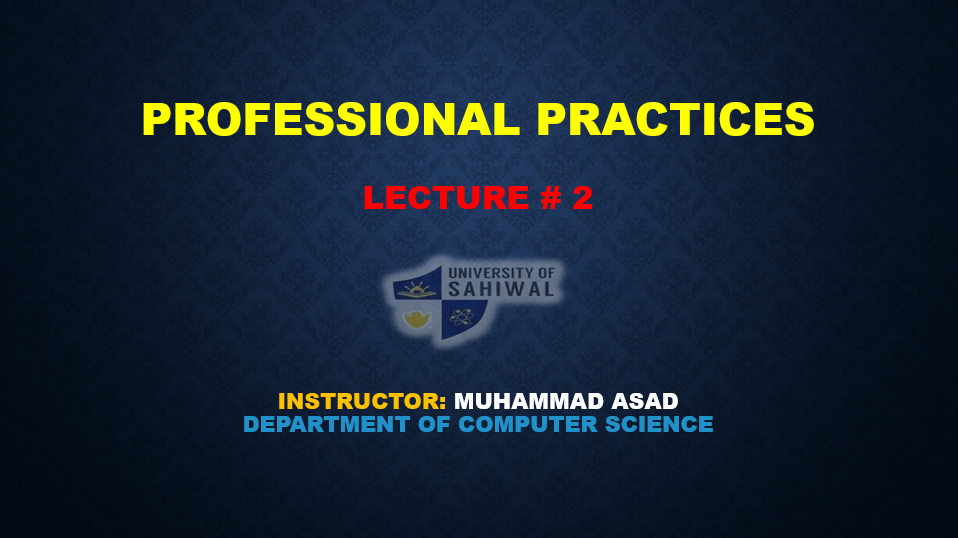 PROFESSIONAL PRACTICES
LECTURE # 2
UNIVERSITY OF
SAHIWAL
INSTRUCTOR: MUHAMMAD ASAD
DEPARTMENT OF COMPUTER SCIENCE